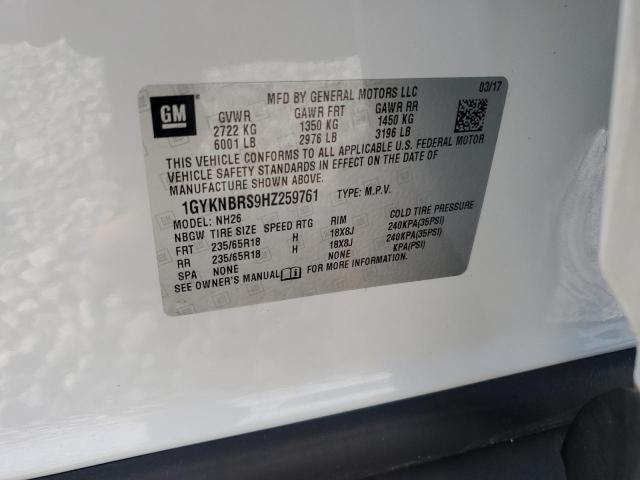 GM
MFD BY GENERAL MOTORS LLC 03/17
GVWR GAWR FRT GAWR RR
2722 KG 1350 KG 1450 KG
6001 LB 2976 LB 3196 LB
THIS VEHICLE CONFORMS TO ALL APPLICABLE U.S. FEDERAL MOTOR
VEHICLE SAFETY STANDARDS IN EFFECT ON THE DATE OF
MANUFACTURE SHOWN ABOVE.
1GYKNBRS9HZ259761 TYPE: M.P.V.
MODEL: NH26
NBGW TIRE SIZE SPEED RTG RIM COLD TIRE PRESSURE
FRT 235/65R18 H 18X8J 240KPA(35PSI)
RR 235/65R18 H 18X8J 240KPA(35PSI)
SPA NONE NONE KPA(PSI)
SEE OWNER'S MANUAL FOR MORE INFORMATION.